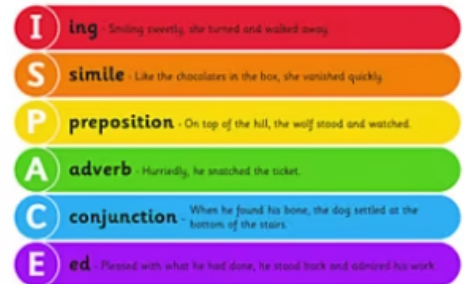 I ing - Smiling sweetly, she turned and walked away.
S simile - Like the chocolates in the box, she vanished quickly.
P preposition - On top of the hill, the wolf stood and watched.
A adverb - Hurriedly, he snatched the ticket.
C conjunction - When he found his bone, the dog settled at the
bottom of the stairs.
E ed - Pleased with what he had done, he stood back and admired his work.